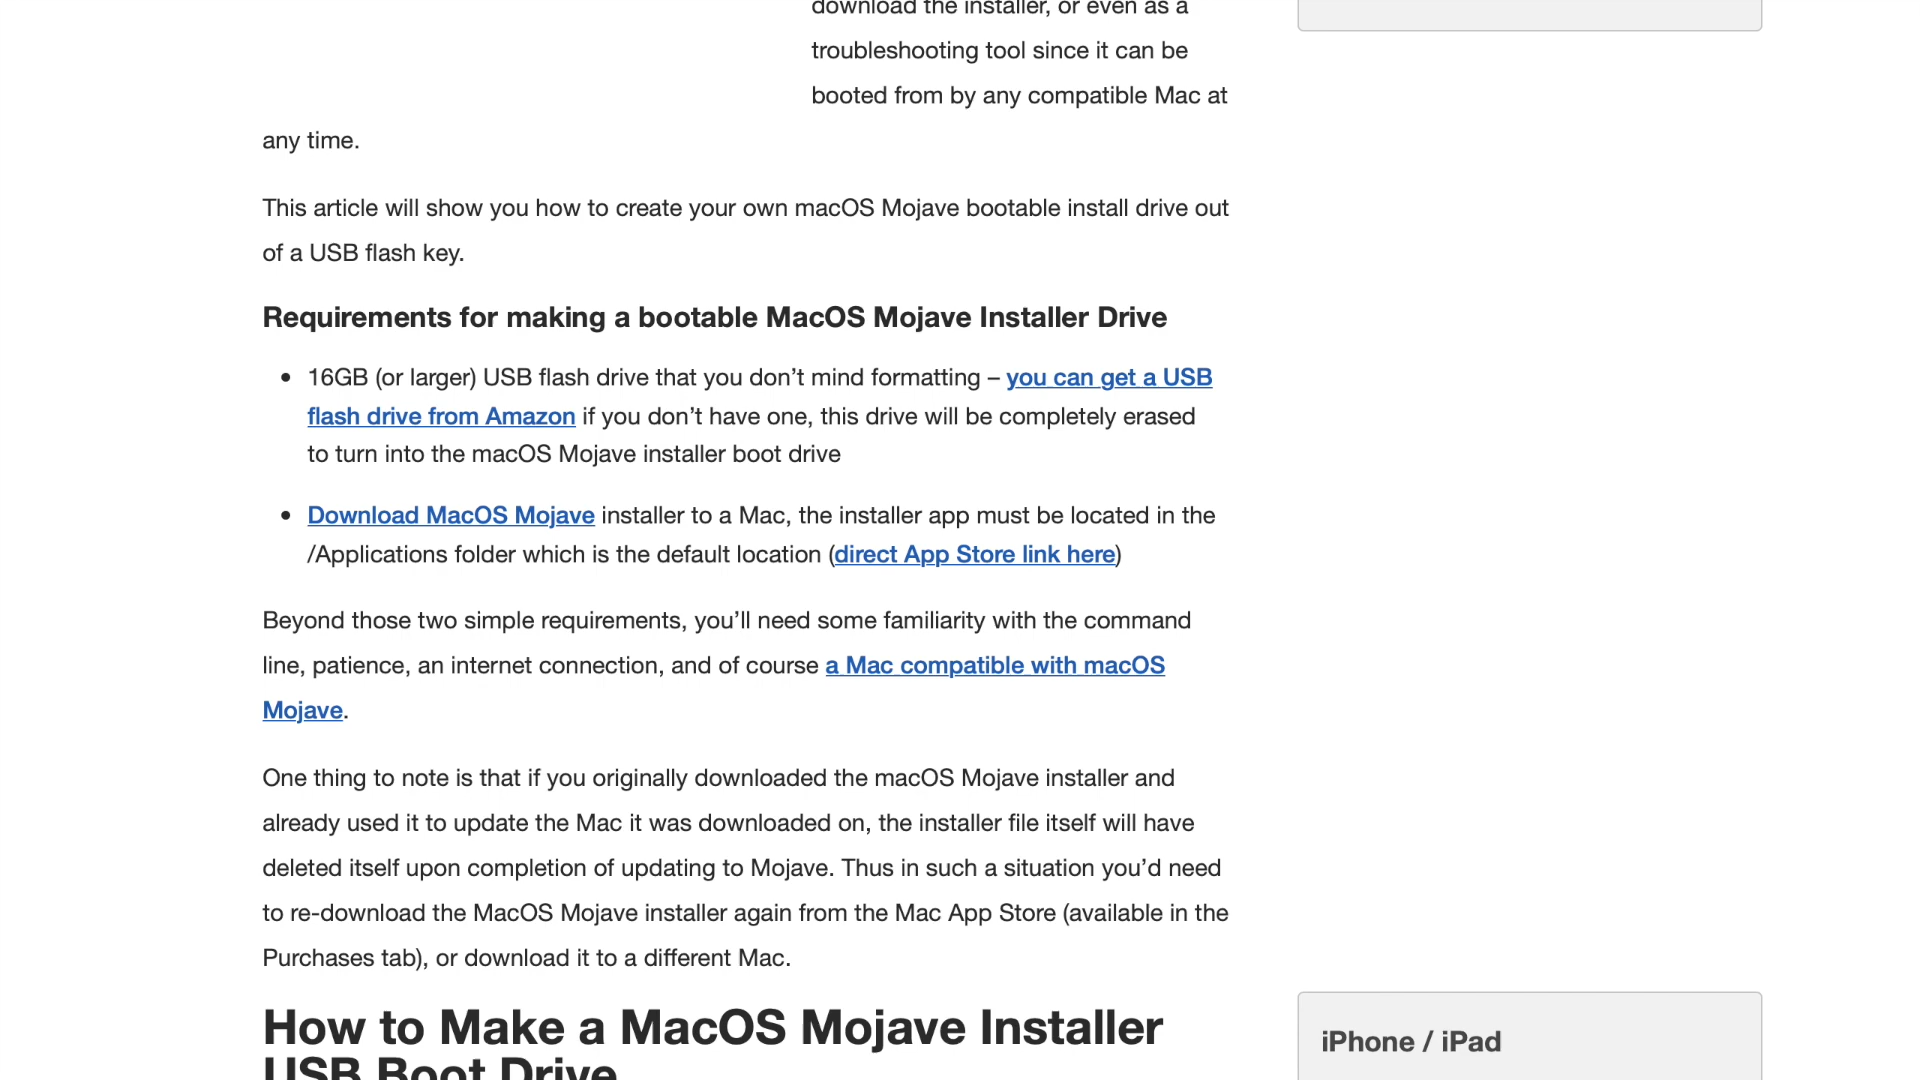 download the installer, or even as a
troubleshooting tool since it can be
booted from by any compatible Mac at
any time.
This article will show you how to create your own macOS Mojave bootable install drive out
of a USB flash key.
Requirements for making a bootable MacOS Mojave Installer Drive
• 16GB (or larger) USB flash drive that you don’t mind formatting – you can get a USB
flash drive from Amazon if you don’t have one, this drive will be completely erased
to turn into the macOS Mojave installer boot drive
• Download MacOS Mojave installer to a Mac, the installer app must be located in the
/Applications folder which is the default location (direct App Store link here)
Beyond those two simple requirements, you’ll need some familiarity with the command
line, patience, an internet connection, and of course a Mac compatible with macOS
Mojave.
One thing to note is that if you originally downloaded the macOS Mojave installer and
already used it to update the Mac it was downloaded on, the installer file itself will have
deleted itself upon completion of updating to Mojave. Thus in such a situation you’d need
to re-download the MacOS Mojave installer again from the Mac App Store (available in the
Purchases tab), or download it to a different Mac.
How to Make a MacOS Mojave Installer
USB Boot Drive
iPhone / iPad